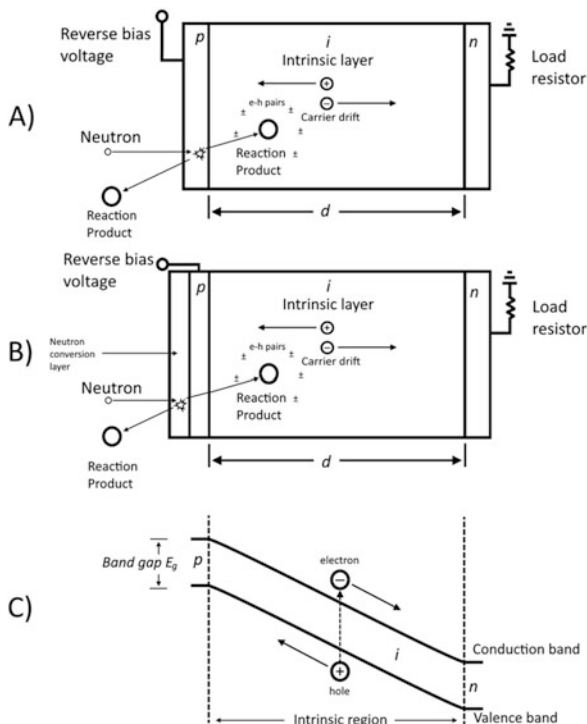 A)
Reverse bias
voltage
p
i
Intrinsic layer
n
Load
resistor
+
−
e-h pairs
Carrier drift
±
±
±
±
±
Neutron
Reaction
Product
Reaction
Product
d
B)
Reverse bias
voltage
p
i
Intrinsic layer
n
Load
resistor
+
−
e-h pairs
Carrier drift
±
±
±
±
±
Neutron
conversion
layer
Neutron
Reaction
Product
Reaction
Product
d
C)
Band gap Eg
p
electron
−
i
+
hole
Conduction band
n
Valence band
Intrinsic region